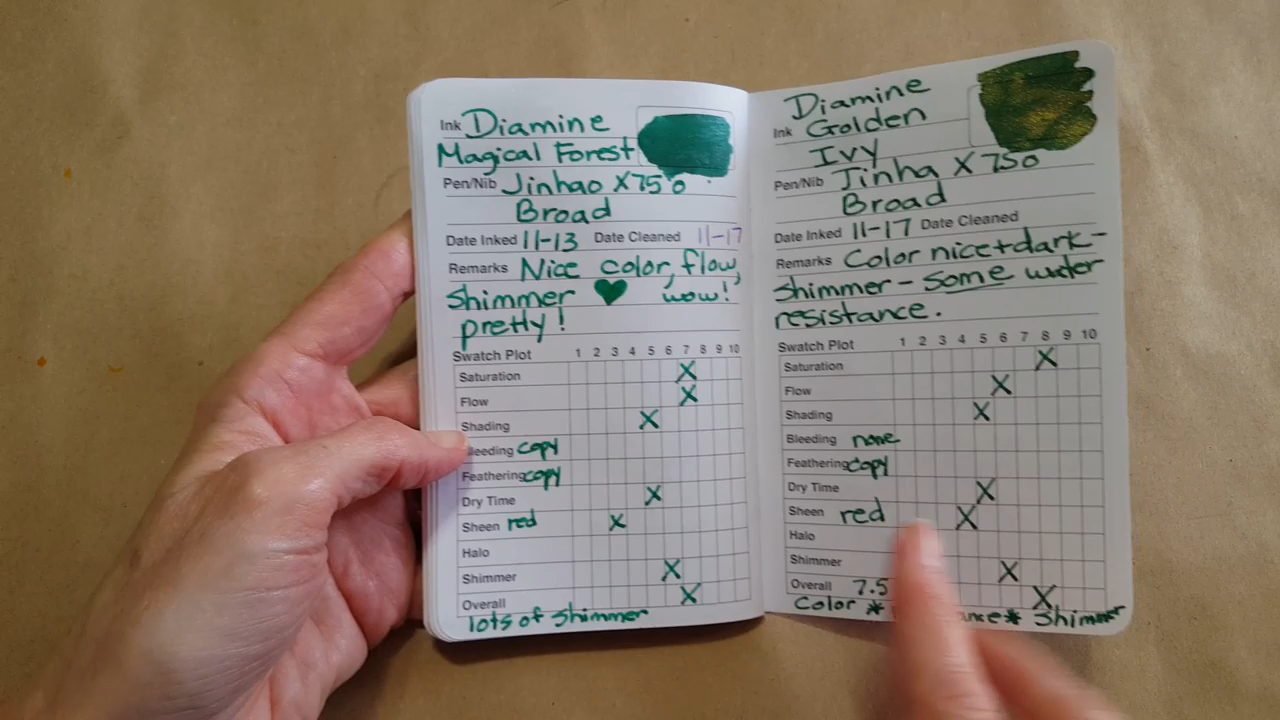 Ink Diamine
Magical Forest
Pen/Nib Jinhao X750
Broad
Date Inked 11-13 Date Cleaned 11-17
Remarks Nice color, flow,
shimmer ♥ wow!
pretty!
Swatch Plot 1 2 3 4 5 6 7 8 9 10
Saturation X
Flow X
Shading X
Bleeding copy
Feathering copy
Dry Time X
Sheen red X
Halo
Shimmer X
Overall X
lots of shimmer
Diamine
Ink Golden
Ivy
Pen/Nib Jinha X750
Broad
Date Inked 11-17 Date Cleaned
Remarks Color nice + dark -
shimmer - some water
resistance.
Swatch Plot 1 2 3 4 5 6 7 8 9 10
Saturation X
Flow X
Shading X
Bleeding none
Feathering copy
Dry Time X
Sheen red X
Halo
Shimmer X
Overall 7.5 X
Color * * Shimmer